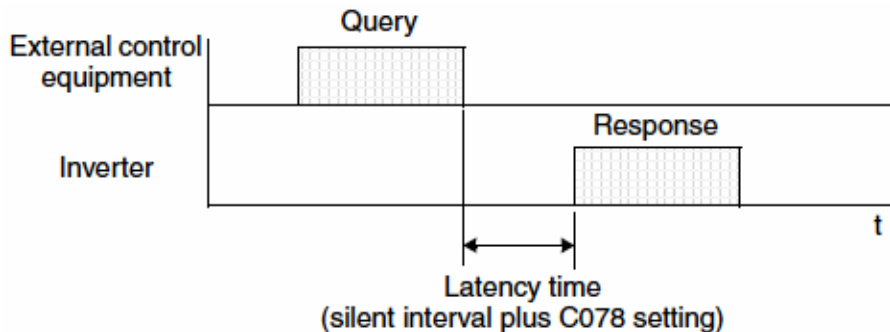 Query
External control
equipment
Response
Inverter
t
Latency time
(silent interval plus C078 setting)